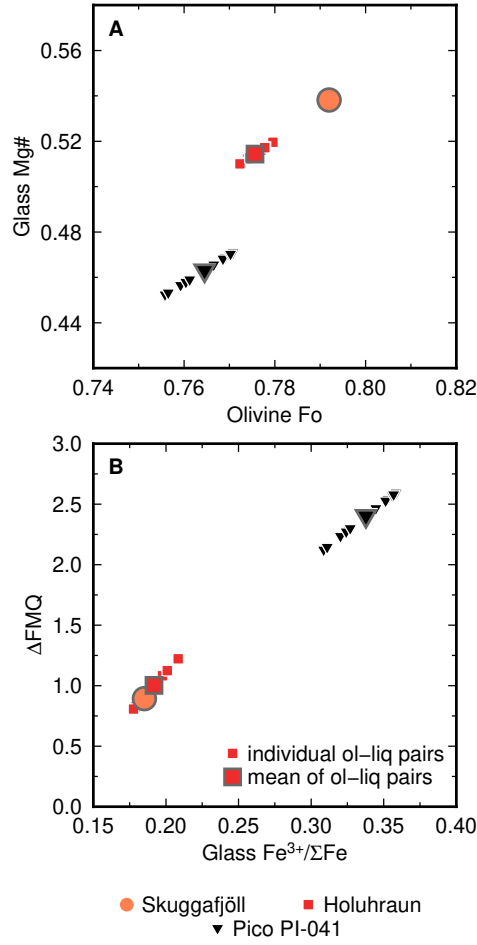 A
0.56
0.52
0.48
0.44
Glass Mg#
0.74 0.76 0.78 0.80 0.82
Olivine Fo
B
3.0
2.5
2.0
1.5
1.0
0.5
0.0
ΔFMQ
individual ol−liq pairs
mean of ol−liq pairs
0.15 0.20 0.25 0.30 0.35 0.40
Glass Fe³⁺/ΣFe
Skuggafjöll Holuhraun
Pico PI-041